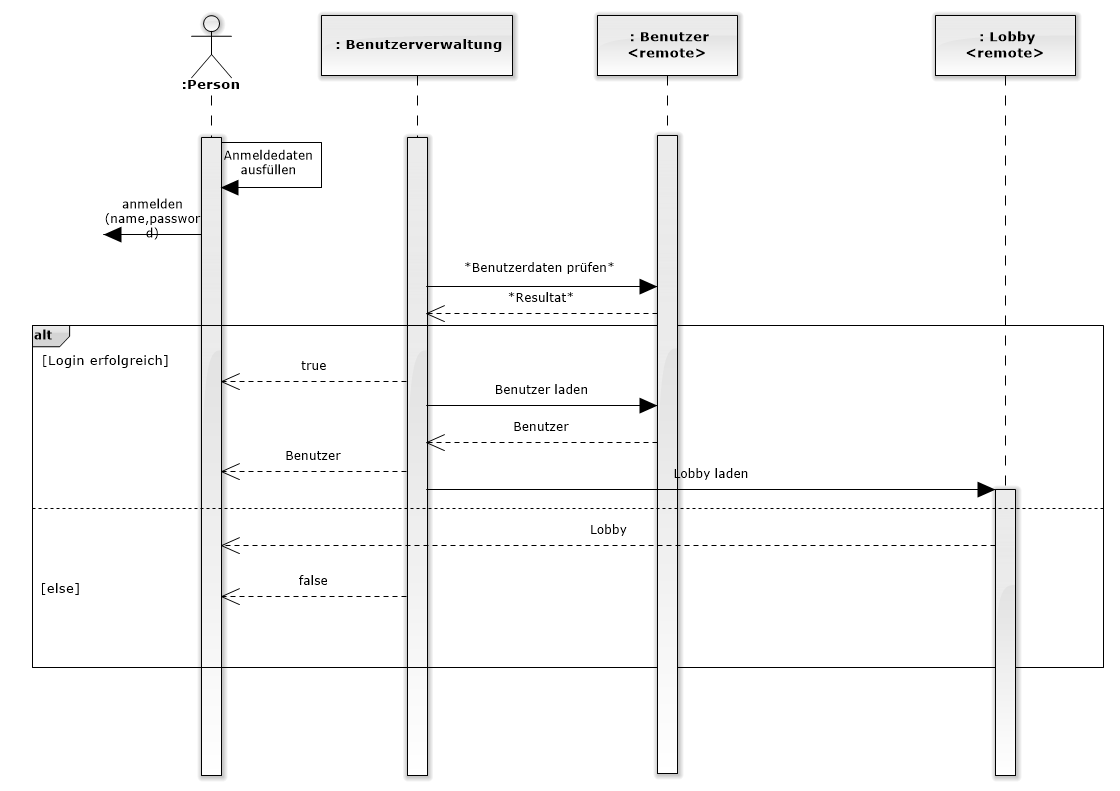 :Person
: Benutzerverwaltung
: Benutzer
<remote>
: Lobby
<remote>
Anmeldedaten
ausfüllen
anmelden
(name,passwor
d)
*Benutzerdaten prüfen*
*Resultat*
alt
[Login erfolgreich]
true
Benutzer laden
Benutzer
Benutzer
Lobby laden
Lobby
false
[else]